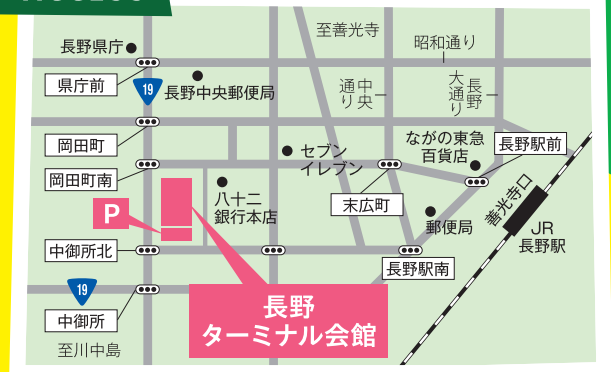 至善光寺
昭和通り
長野県庁
県庁前
19
長野中央郵便局
中央
通り
長野
大通り
岡田町
セブン
イレブン
ながの東急
百貨店
長野駅前
岡田町南
八十二
銀行本店
末広町
善光寺口
P
郵便局
JR
長野駅
中御所北
長野駅南
19
長野
ターミナル会館
中御所
至川中島